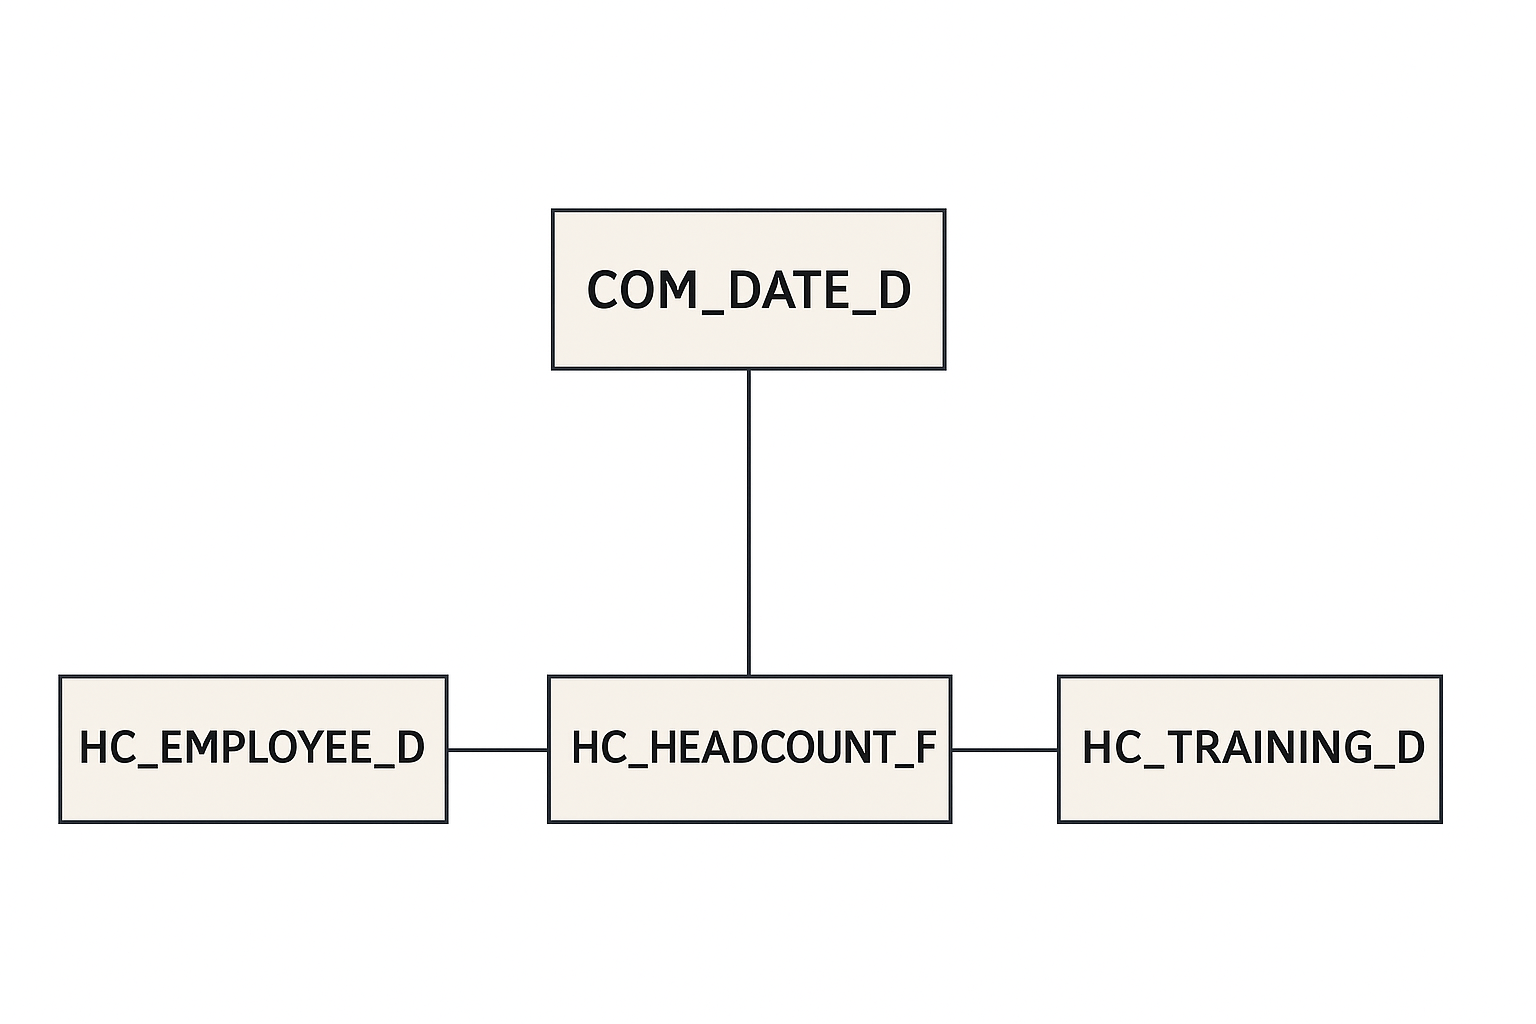 COM_DATE_D
HC_EMPLOYEE_D
HC_HEADCOUNT_F
HC_TRAINING_D